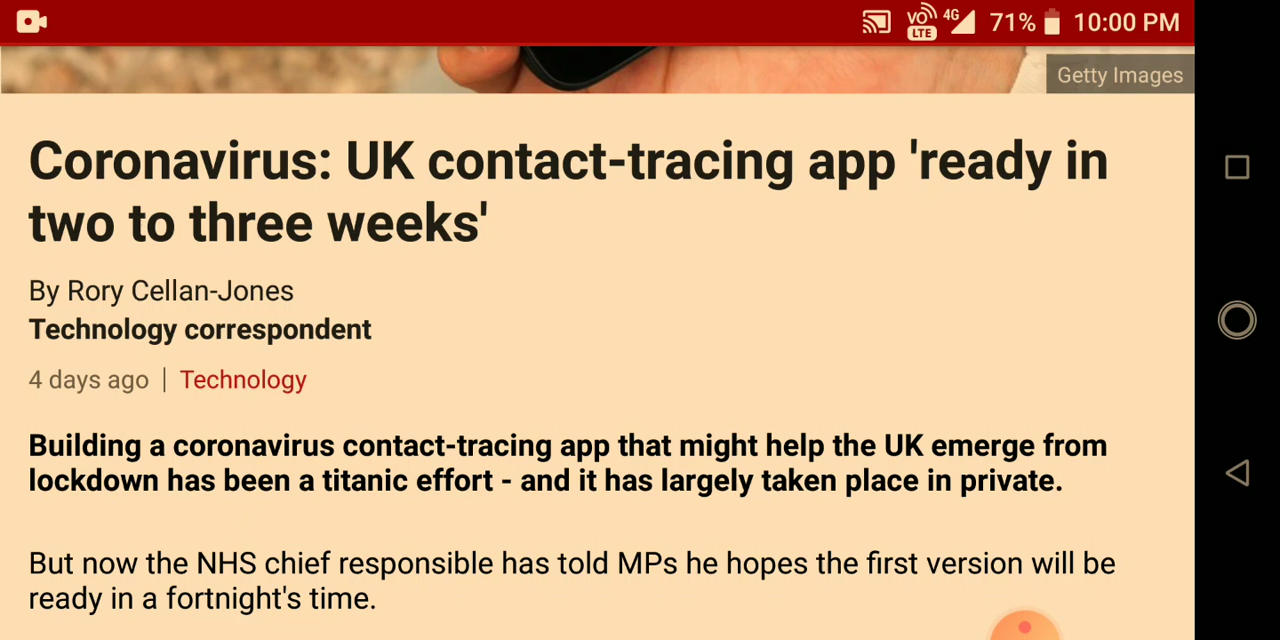 VO LTE 4G 71% 10:00 PM
Getty Images
Coronavirus: UK contact-tracing app 'ready in
two to three weeks'
By Rory Cellan-Jones
Technology correspondent
4 days ago | Technology
Building a coronavirus contact-tracing app that might help the UK emerge from
lockdown has been a titanic effort - and it has largely taken place in private.
But now the NHS chief responsible has told MPs he hopes the first version will be
ready in a fortnight's time.